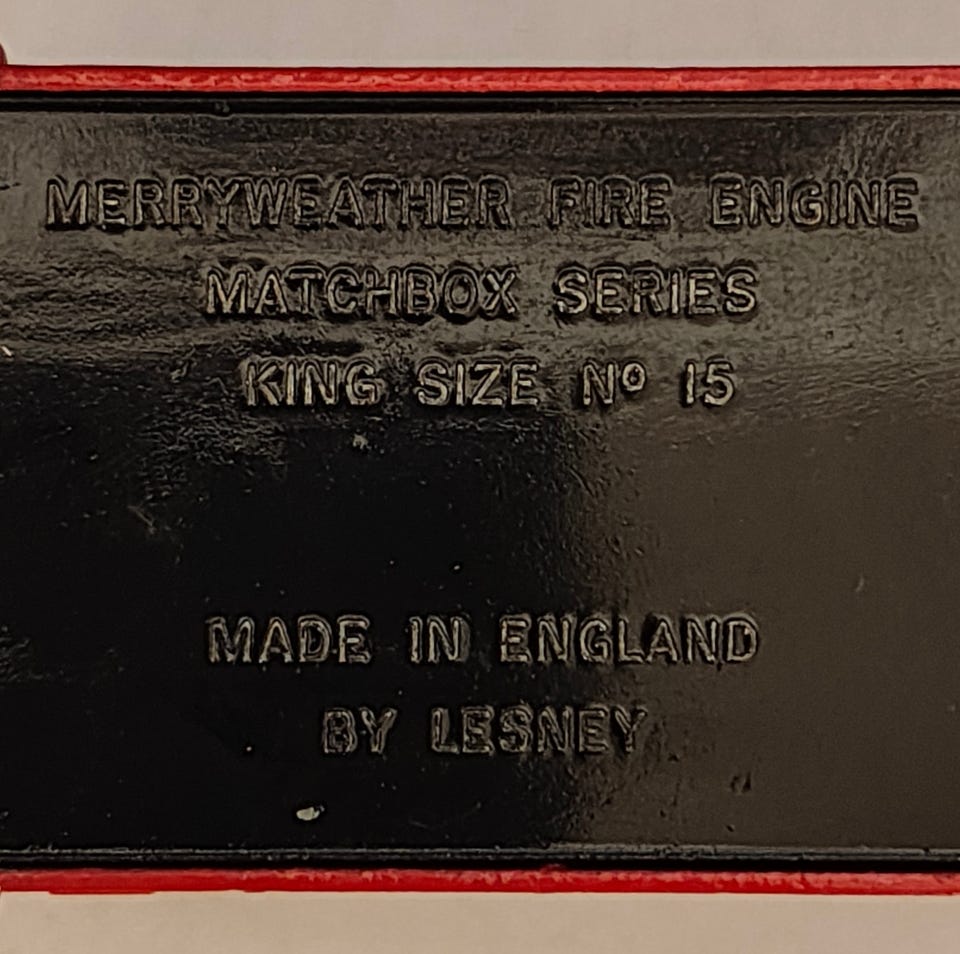 MERRYWEATHER FIRE ENGINE
MATCHBOX SERIES
KING SIZE Nº 15
MADE IN ENGLAND
BY LESNEY